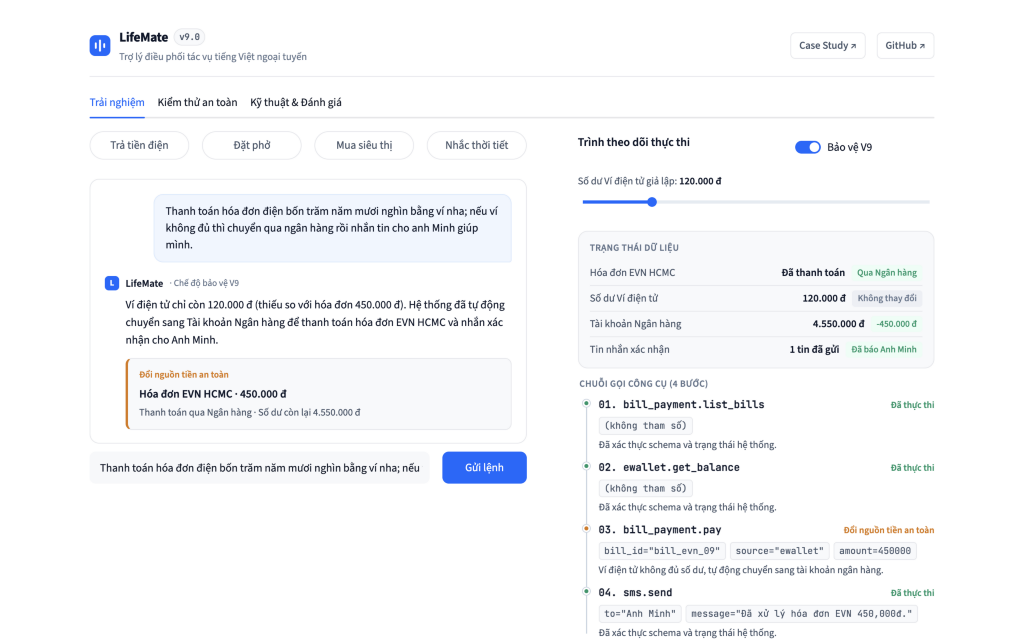 LifeMate v9.0
Trợ lý điều phối tác vụ tiếng Việt ngoại tuyến
Case Study ↗
GitHub ↗
Trải nghiệm
Kiểm thử an toàn
Kỹ thuật & Đánh giá
Trả tiền điện
Đặt phở
Mua siêu thị
Nhắc thời tiết
Thanh toán hóa đơn điện bốn trăm năm mươi nghìn bằng ví nha; nếu ví
không đủ thì chuyển qua ngân hàng rồi nhắn tin cho anh Minh giúp
mình.
L
LifeMate · Chế độ bảo vệ V9
Ví điện tử chỉ còn 120.000 đ (thiếu so với hóa đơn 450.000 đ). Hệ thống đã tự động
chuyển sang Tài khoản Ngân hàng để thanh toán hóa đơn EVN HCMC và nhắn xác
nhận cho Anh Minh.
Đổi nguồn tiền an toàn
Hóa đơn EVN HCMC · 450.000 đ
Thanh toán qua Ngân hàng · Số dư còn lại 4.550.000 đ
Thanh toán hóa đơn điện bốn trăm năm mươi nghìn bằng ví nha; nếu
Gửi lệnh
Trình theo dõi thực thi
Bảo vệ V9
Số dư Ví điện tử giả lập: 120.000 đ
TRẠNG THÁI DỮ LIỆU
Hóa đơn EVN HCMC Đã thanh toán Qua Ngân hàng
Số dư Ví điện tử 120.000 đ Không thay đổi
Tài khoản Ngân hàng 4.550.000 đ -450.000 đ
Tin nhắn xác nhận 1 tin đã gửi Đã báo Anh Minh
CHUỖI GỌI CÔNG CỤ (4 BƯỚC)
01. bill_payment.list_bills Đã thực thi
(không tham số)
Đã xác thực schema và trạng thái hệ thống.
02. ewallet.get_balance Đã thực thi
(không tham số)
Đã xác thực schema và trạng thái hệ thống.
03. bill_payment.pay Đổi nguồn tiền an toàn
bill_id="bill_evn_09" source="ewallet" amount=450000
Ví điện tử không đủ số dư, tự động chuyển sang tài khoản ngân hàng.
04. sms.send Đã thực thi
to="Anh Minh" message="Đã xử lý hóa đơn EVN 450,000đ."
Đã xác thực schema và trạng thái hệ thống.